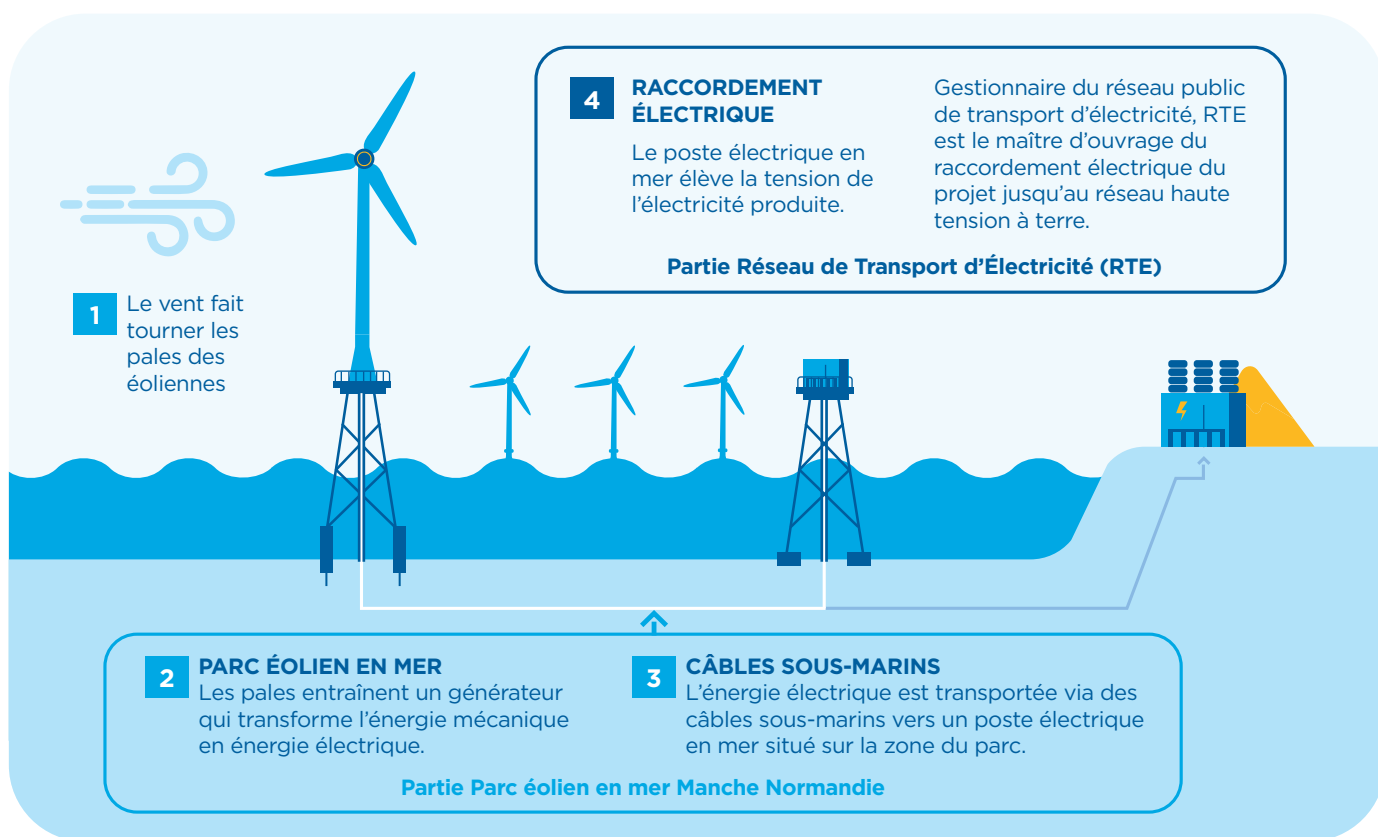 1
Le vent fait
tourner les
pales des
éoliennes
4
RACCORDEMENT
ÉLECTRIQUE
Le poste électrique en
mer élève la tension de
l’électricité produite.
Gestionnaire du réseau public
de transport d’électricité, RTE
est le maître d’ouvrage du
raccordement électrique du
projet jusqu’au réseau haute
tension à terre.
Partie Réseau de Transport d’Électricité (RTE)
2
PARC ÉOLIEN EN MER
Les pales entraînent un générateur
qui transforme l’énergie mécanique
en énergie électrique.
3
CÂBLES SOUS-MARINS
L’énergie électrique est transportée via des
câbles sous-marins vers un poste électrique
en mer situé sur la zone du parc.
Partie Parc éolien en mer Manche Normandie